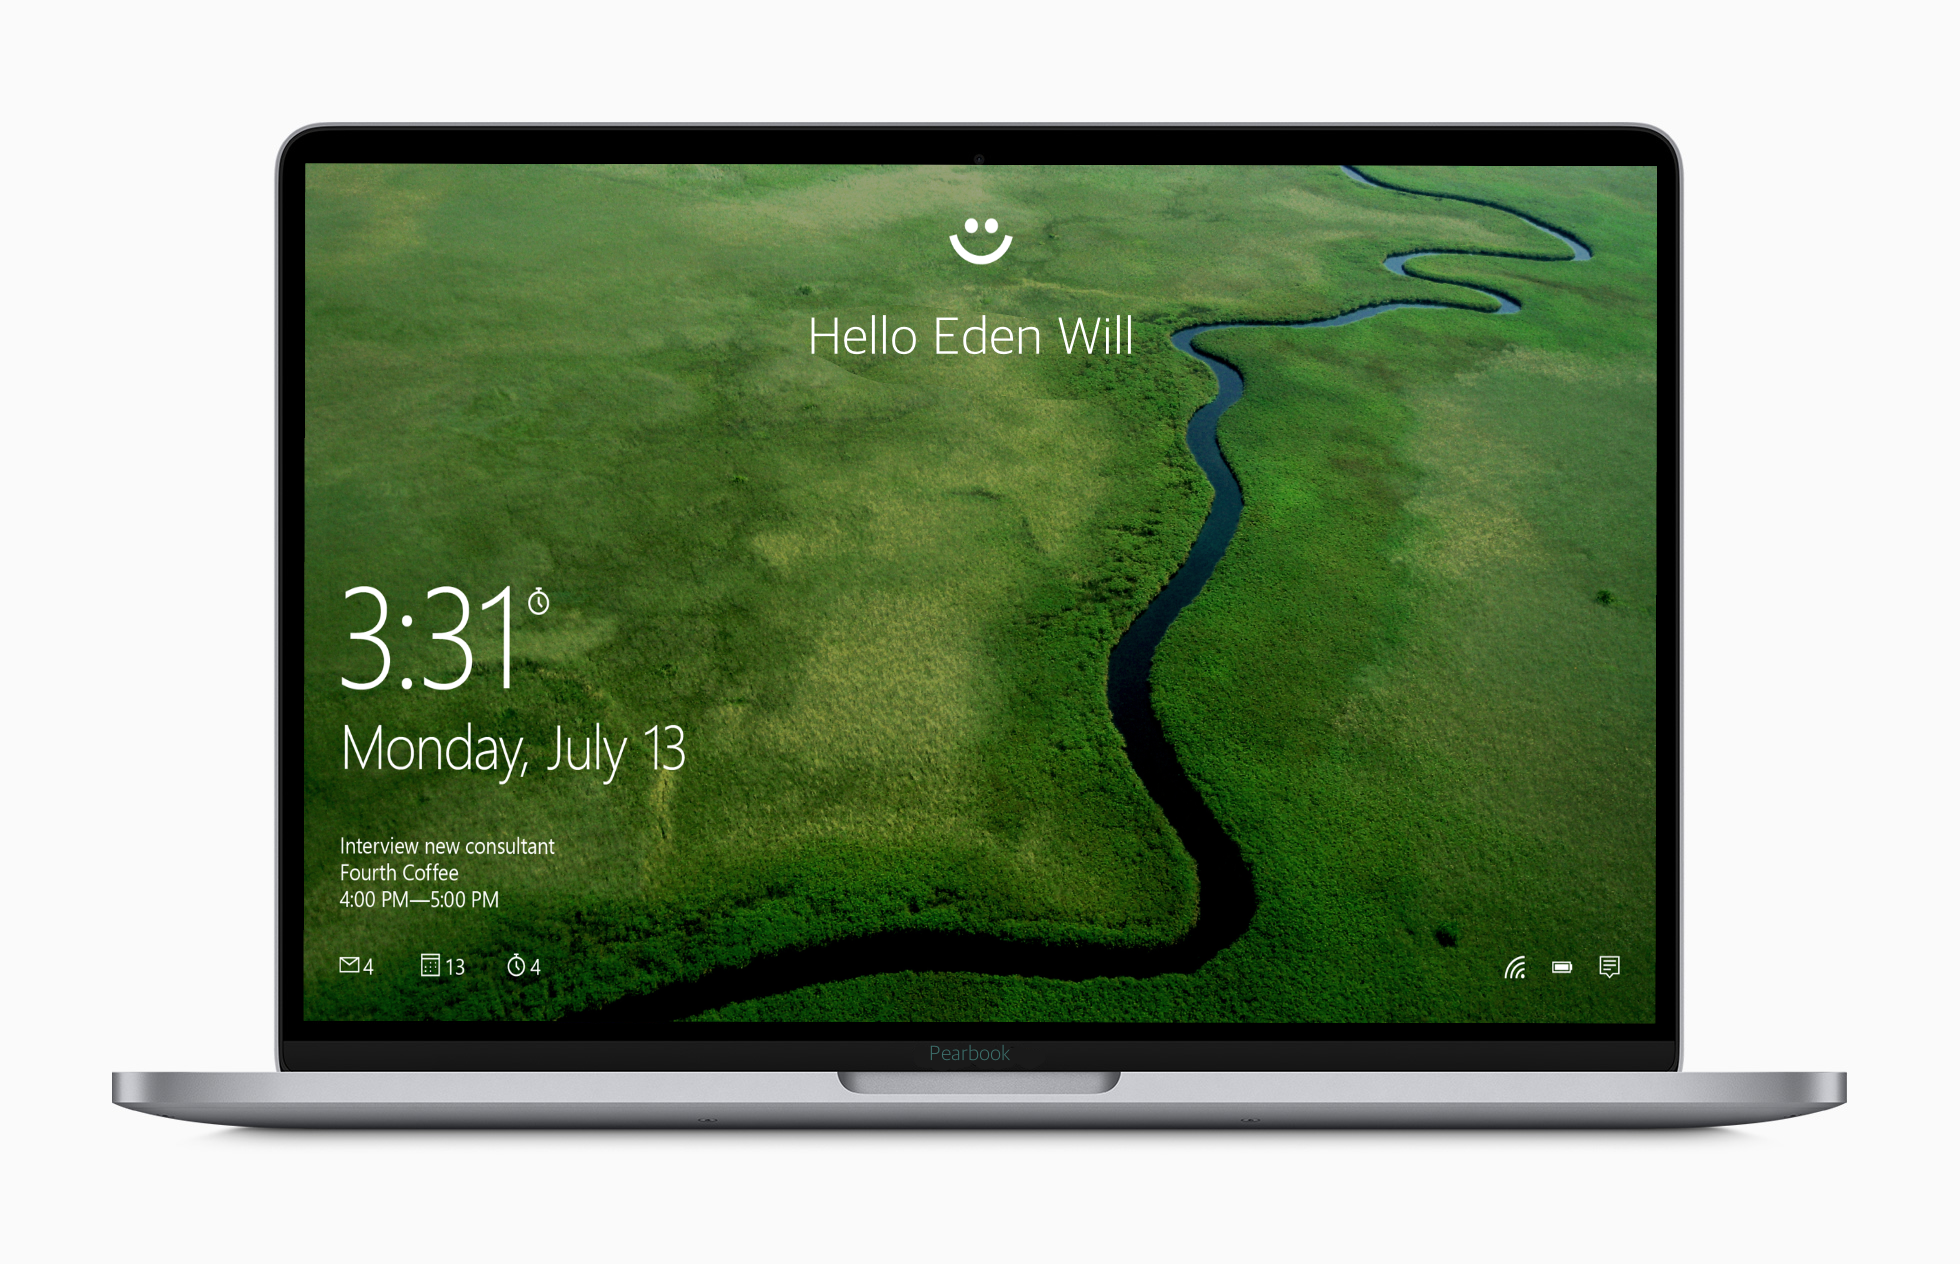 Hello Eden Will
3:31
Monday, July 13
Interview new consultant
Fourth Coffee
4:00 PM—5:00 PM
4 13 4
Pearbook